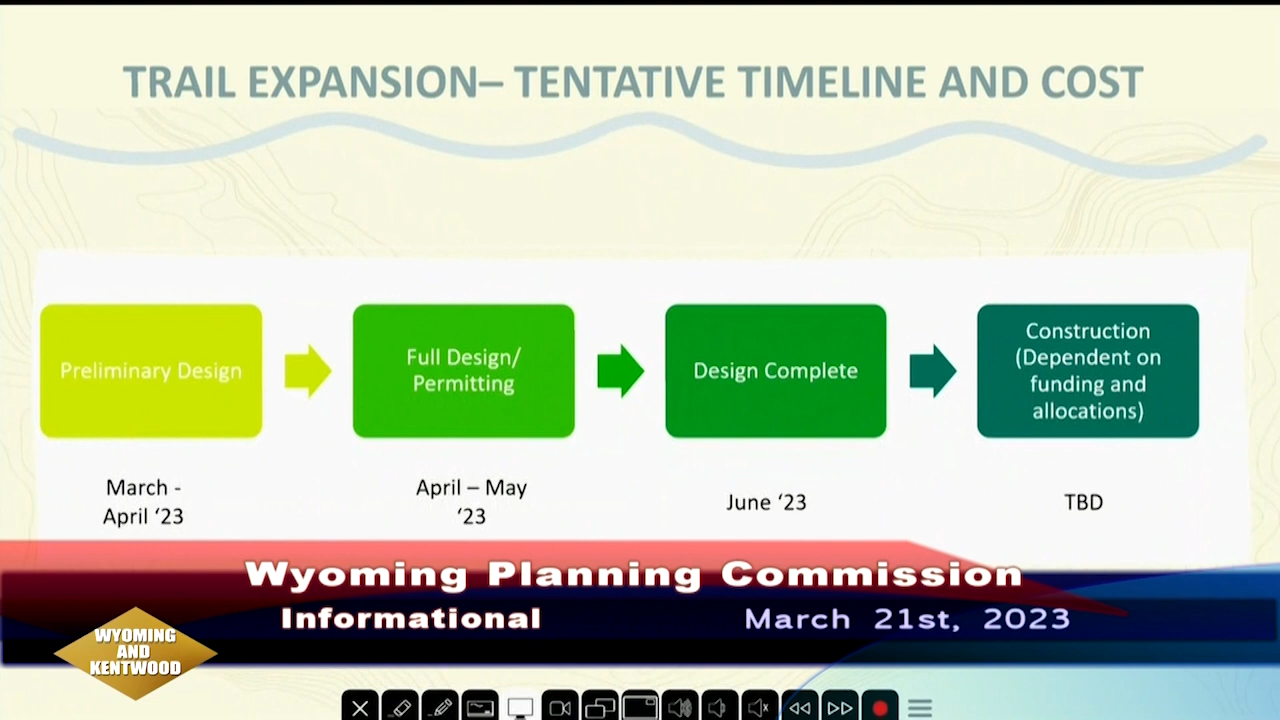 TRAIL EXPANSION– TENTATIVE TIMELINE AND COST
Preliminary Design
Full Design/
Permitting
Design Complete
Construction
(Dependent on
funding and
allocations)
March -
April ‘23
April – May
‘23
June ‘23
TBD
Wyoming Planning Commission
Informational
March 21st, 2023
WYOMING
AND
KENTWOOD